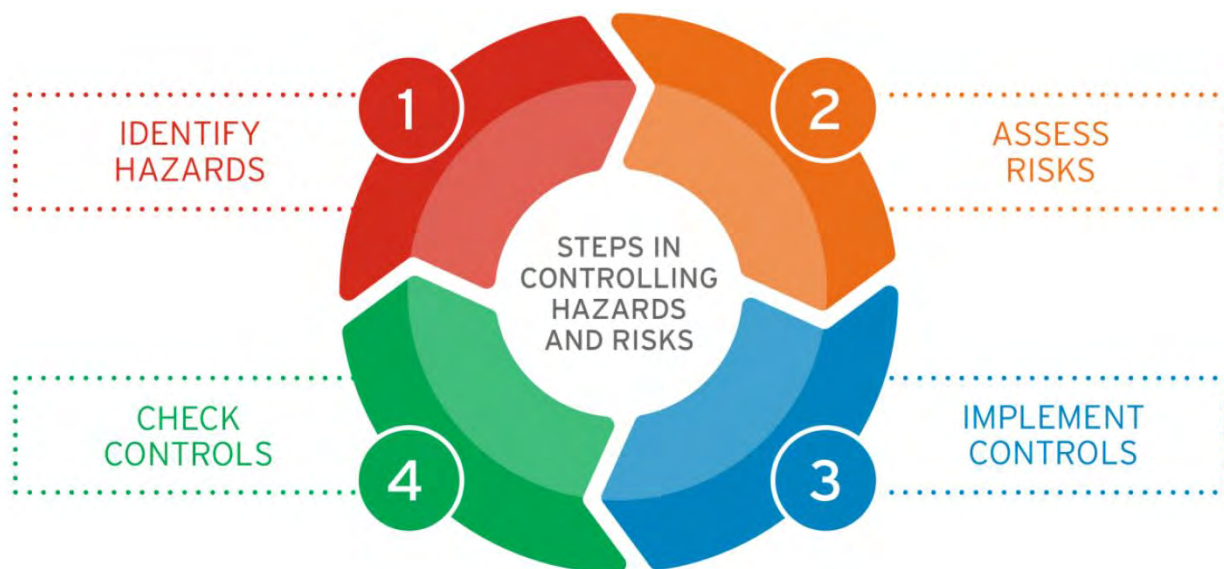 1
IDENTIFY
HAZARDS
2
ASSESS
RISKS
STEPS IN
CONTROLLING
HAZARDS
AND RISKS
3
IMPLEMENT
CONTROLS
4
CHECK
CONTROLS